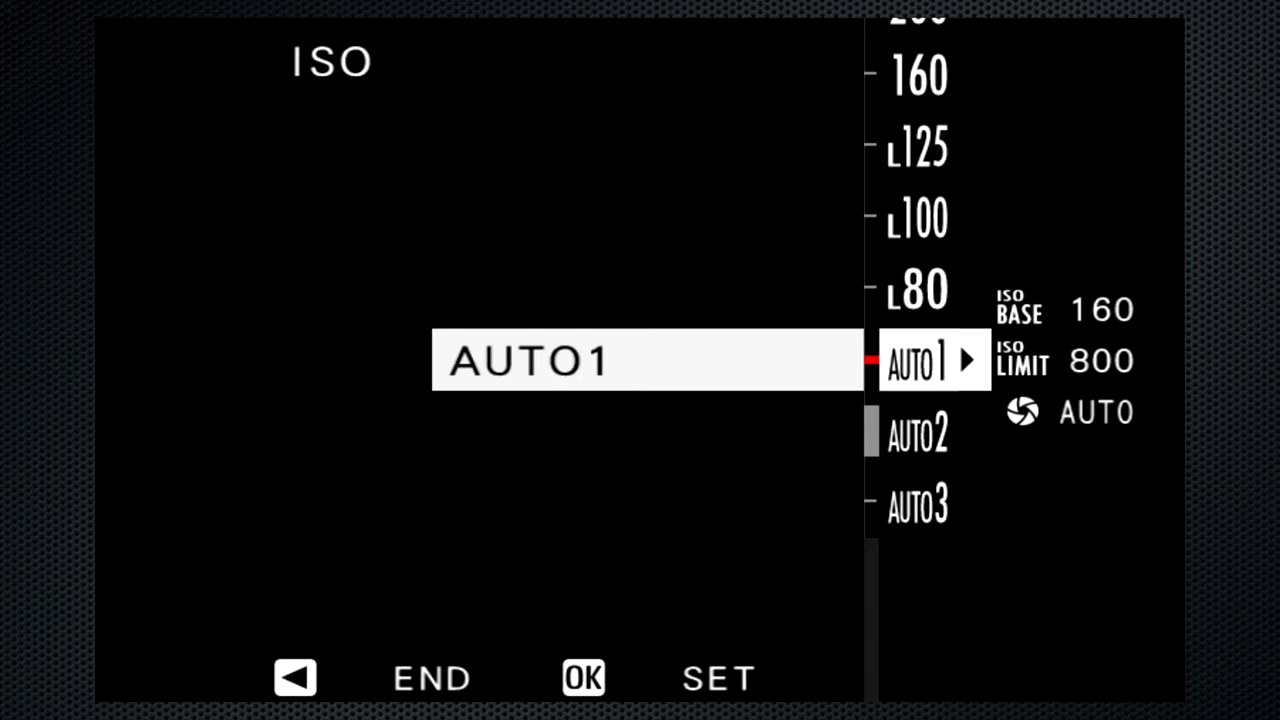 ISO
160
L125
L100
L80
AUTO1
AUTO1
ISO BASE 160
ISO LIMIT 800
AUTO
AUTO2
AUTO3
END OK SET